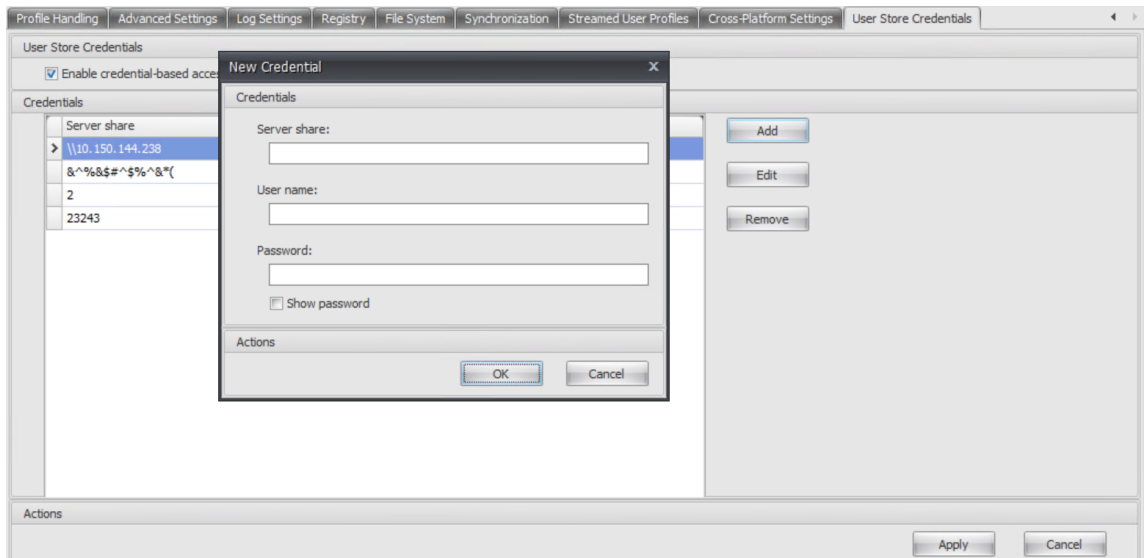 Profile Handling Advanced Settings Log Settings Registry File System Synchronization Streamed User Profiles Cross-Platform Settings User Store Credentials
User Store Credentials
Enable credential-based
Credentials
Server share
\\10.150.144.238
&^%&$#^$%^&*(
2
23243
New Credential
Credentials
Server share:
User name:
Password:
Show password
Actions
OK Cancel
Add
Edit
Remove
Actions
Apply Cancel